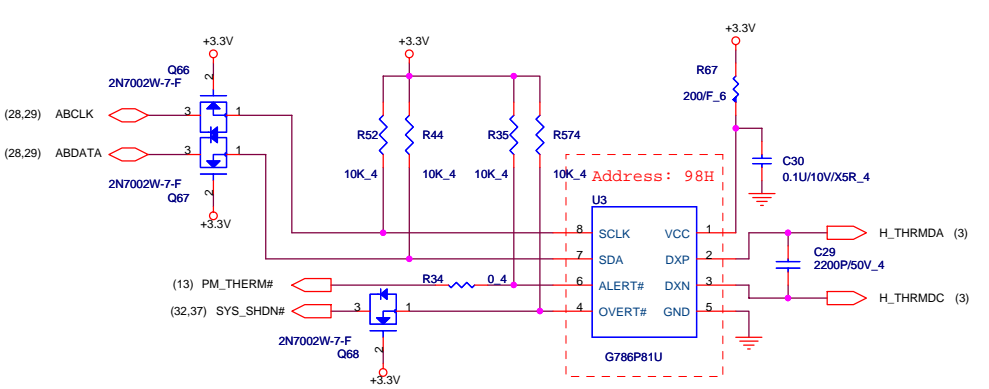 +3.3V
+3.3V
+3.3V
Q66
2N7002W-7-F
2
R67
200/F_6
(28,29) ABCLK
3
1
R52
R44
R35
R574
(28,29) ABDATA
3
1
C30
0.1U/10V/X5R_4
10K_4
10K_4
10K_4
10K_4
Address: 98H
2N7002W-7-F
Q67
2
+3.3V
U3
8
SCLK
VCC
1
H_THRMDA (3)
7
SDA
DXP
2
C29
2200P/50V_4
(13) PM_THERM#
R34
0_4
6
ALERT#
DXN
3
H_THRMDC (3)
(32,37) SYS_SHDN#
3
1
4
OVERT#
GND
5
2N7002W-7-F
Q68
2
G786P81U
+3.3V